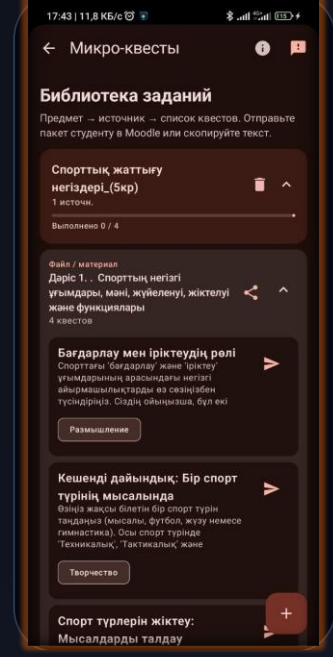 17:43 | 11,8 КБ/с
115
Микро-квесты
Библиотека заданий
Предмет → источник → список квестов. Отправьте
пакет студенту в Moodle или скопируйте текст.
Спорттық жаттығу
негіздері_(5кр)
1 источн.
Выполнено 0 / 4
Файл / материал
Дәріс 1. . Спорттың негізгі
ұғымдары, мәні, жүйеленуі, жіктелуі
және функциялары
4 квестов
Бағдарлау мен іріктеудің рөлі
Спорттағы 'бағдарлау' және 'іріктеу'
ұғымдарының арасындағы негізгі
айырмашылықтарды өз сөзіңізбен
түсіндіріңіз. Сіздің ойыңызша, бұл екі
Размышление
Кешенді дайындық: Бір спорт
түрінің мысалында
Өзіңіз жақсы білетін бір спорт түрін
таңдаңыз (мысалы, футбол, жүзу немесе
гимнастика). Осы спорт түрінде
'Техникалық', 'Тактикалық' және
Творчество
Спорт түрлерін жіктеу:
Мысалдарды талдау